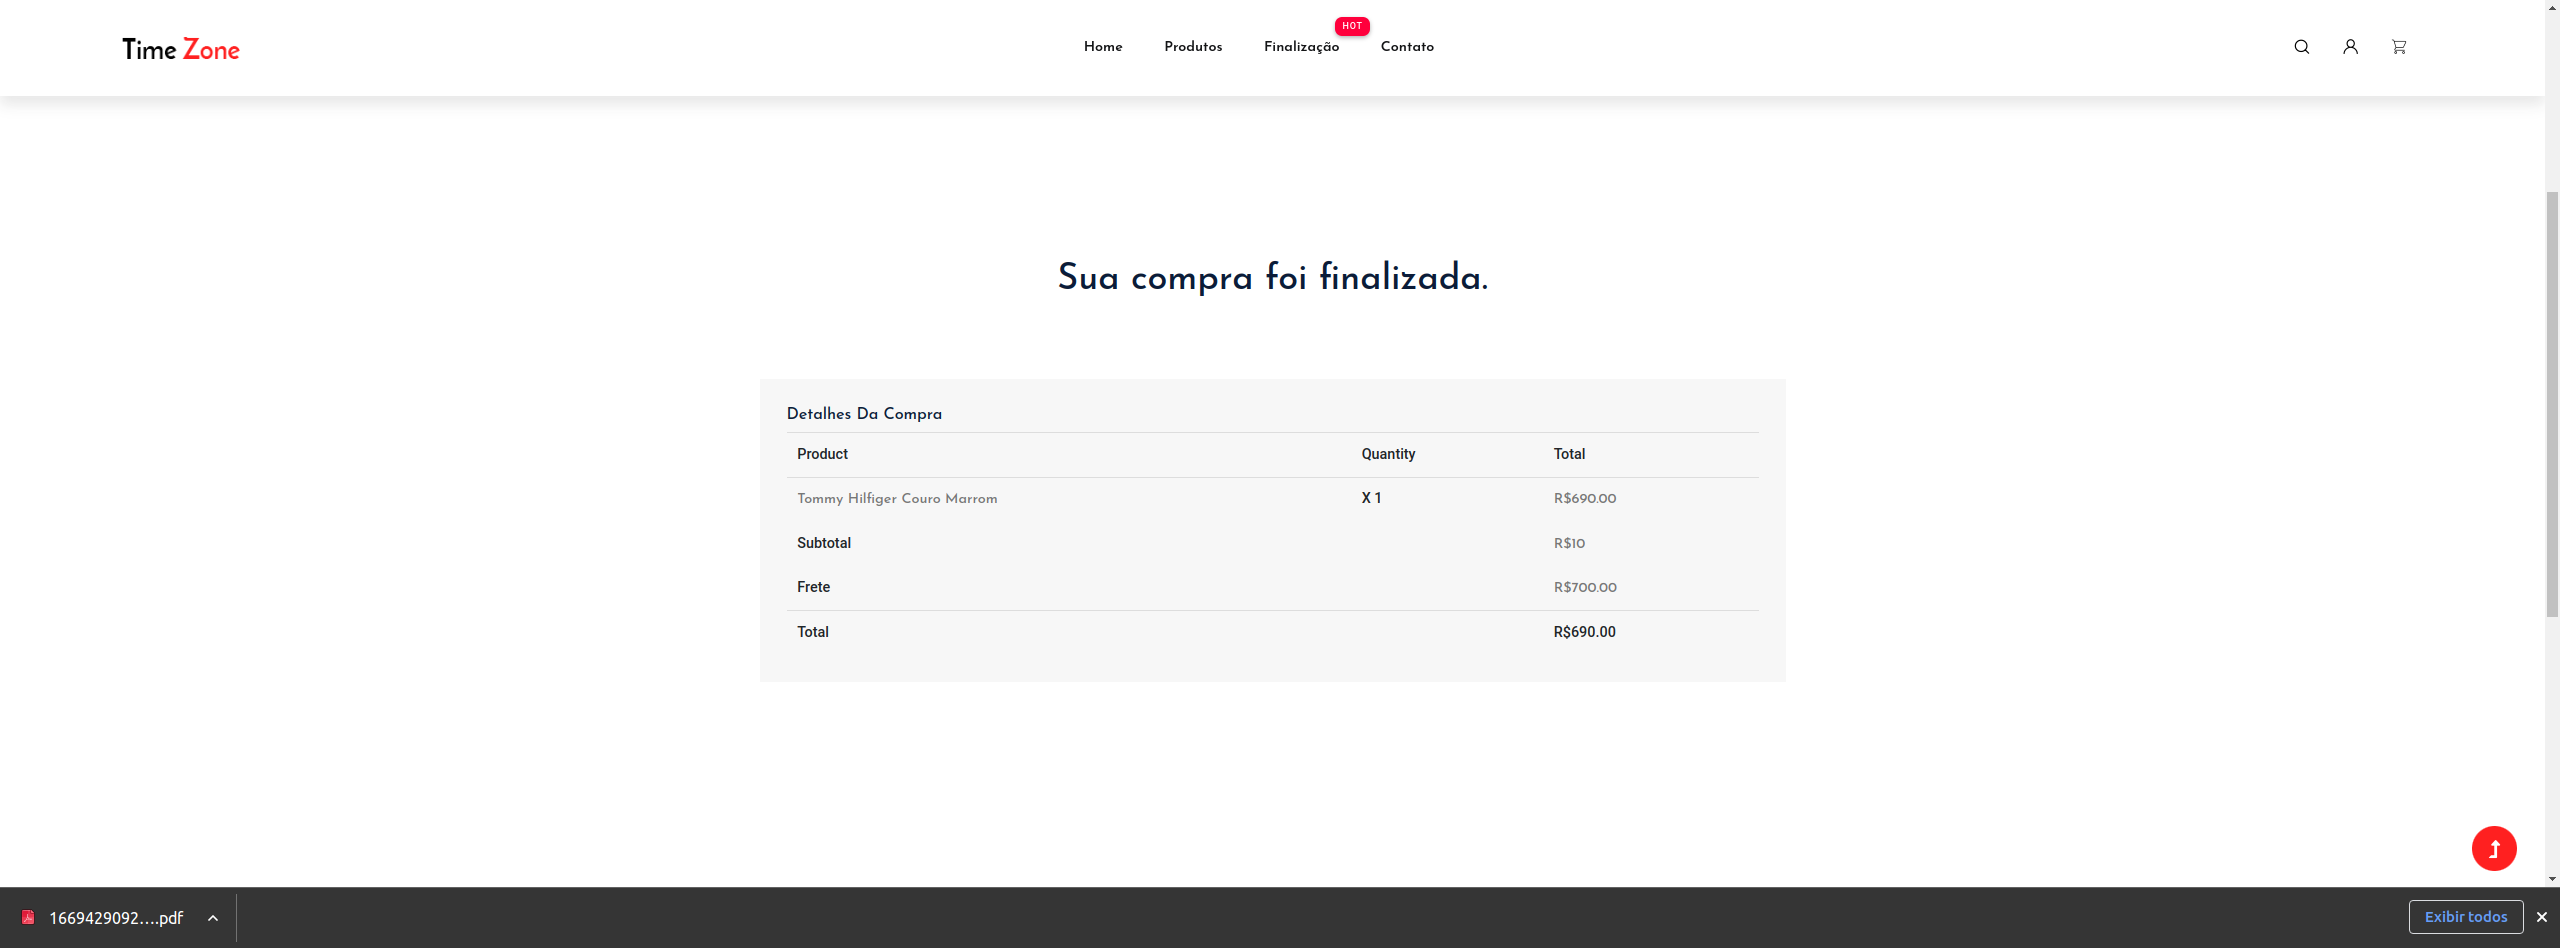 Time Zone
Home Produtos Finalização HOT Contato
Sua compra foi finalizada.
Detalhes Da Compra
Product Quantity Total
Tommy Hilfiger Couro Marrom X 1 R$690.00
Subtotal R$10
Frete R$700.00
Total R$690.00
1669429092....pdf Exibir todos